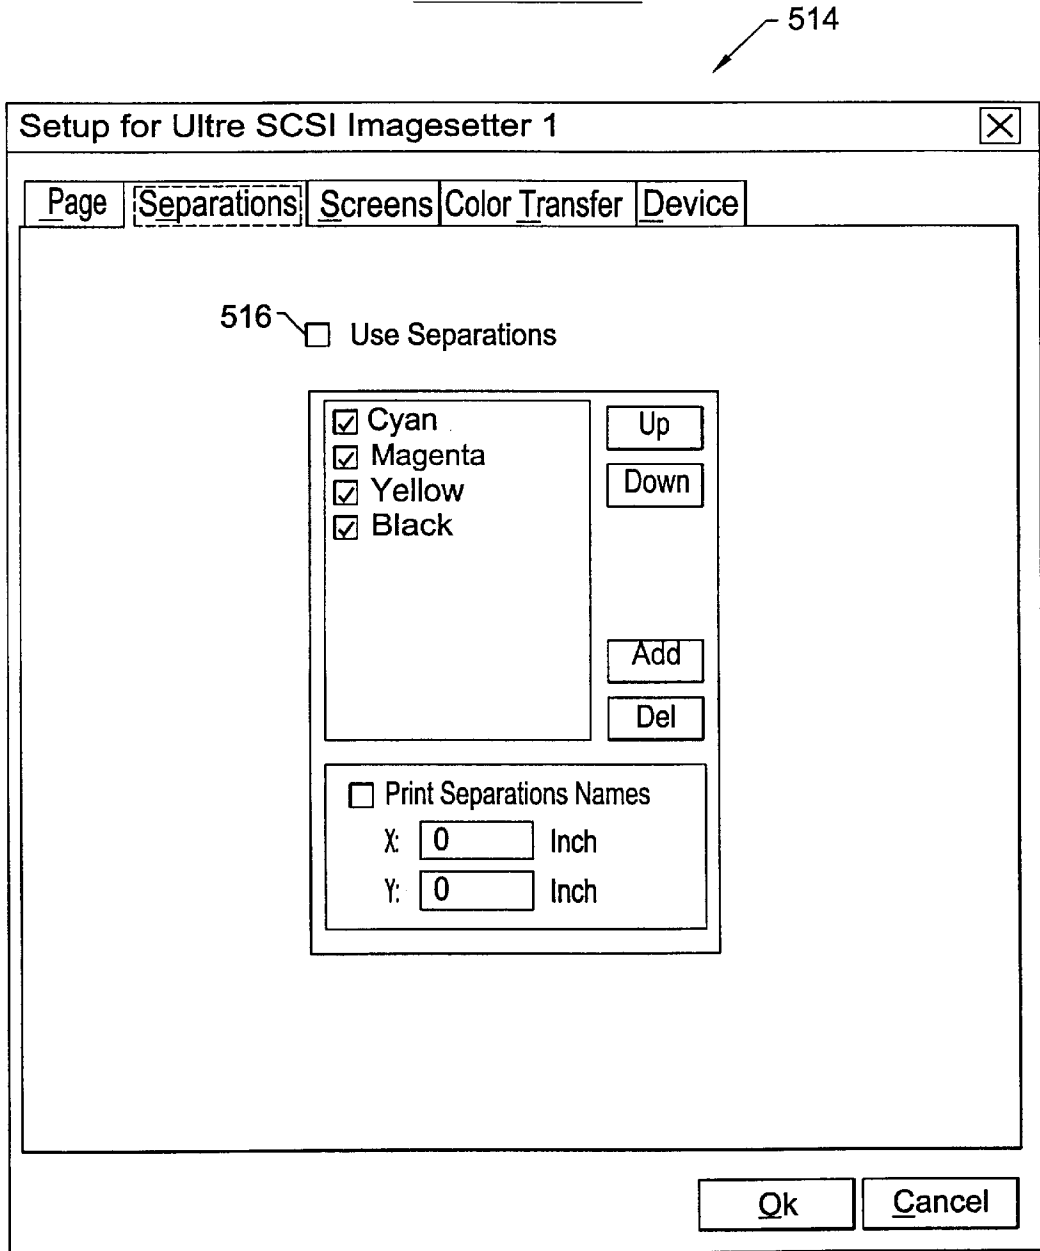 514
Setup for Ultre SCSI Imagesetter 1
Page Separations Screens Color Transfer Device
516 Use Separations
Cyan
Magenta
Yellow
Black
Up
Down
Add
Del
Print Separations Names
X: 0 Inch
Y: 0 Inch
Ok Cancel